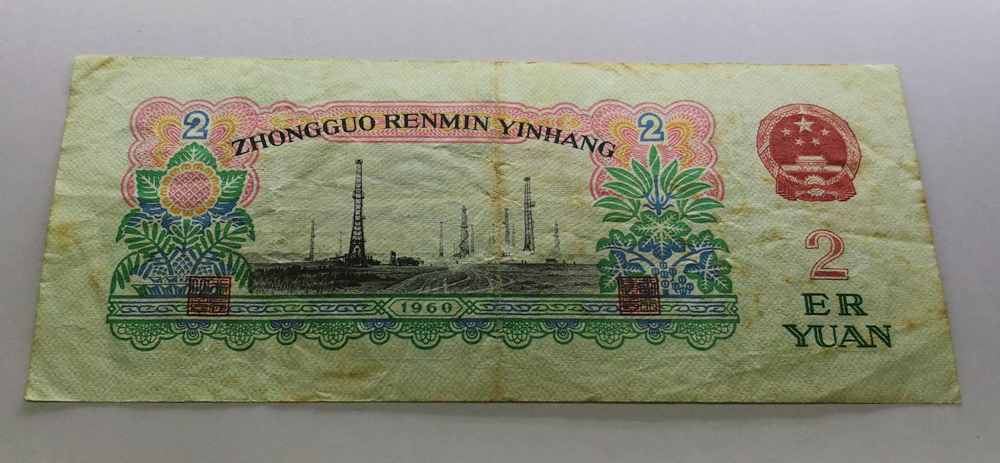 2
2
ZHONGGUO RENMIN YINHANG
2
ER
YUAN
1960